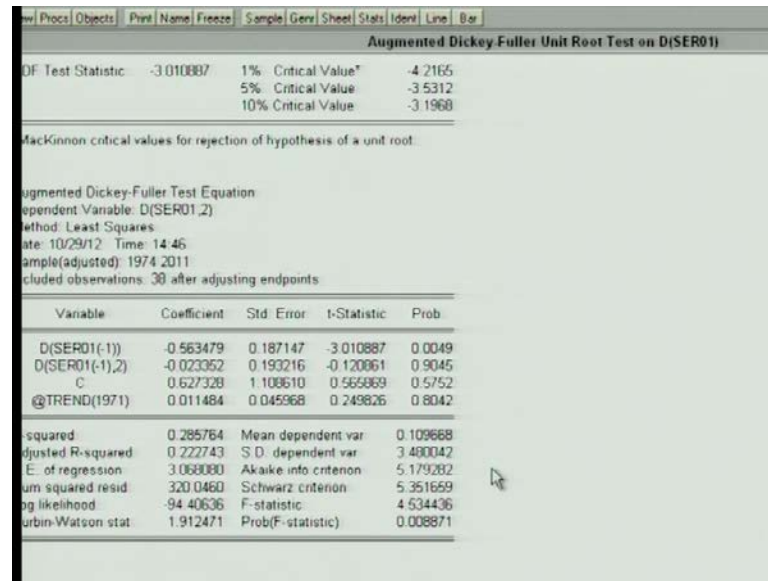 ew Procs Objects Print Name Freeze Sample Genr Sheet Stats Ident Line Bar
Augmented Dickey-Fuller Unit Root Test on D(SER01)
DF Test Statistic -3.010887 1% Critical Value* -4.2165
5% Critical Value -3.5312
10% Critical Value -3.1968
MacKinnon critical values for rejection of hypothesis of a unit root.
ugmented Dickey-Fuller Test Equation
ependent Variable: D(SER01,2)
ethod: Least Squares
ate: 10/29/12 Time: 14:46
ample(adjusted): 1974 2011
cluded observations: 38 after adjusting endpoints
Variable Coefficient Std. Error t-Statistic Prob.
D(SER01(-1)) -0.563479 0.187147 -3.010887 0.0049
D(SER01(-1),2) -0.023352 0.193216 -0.120861 0.9045
C 0.627328 1.108610 0.565869 0.5752
@TREND(1971) 0.011484 0.045968 0.249826 0.8042
-squared 0.285764 Mean dependent var 0.109668
djusted R-squared 0.222743 S.D. dependent var 3.480042
.E. of regression 3.068080 Akaike info criterion 5.179282
um squared resid 320.0460 Schwarz criterion 5.351659
og likelihood -94.40636 F-statistic 4.534436
urbin-Watson stat 1.912471 Prob(F-statistic) 0.008871